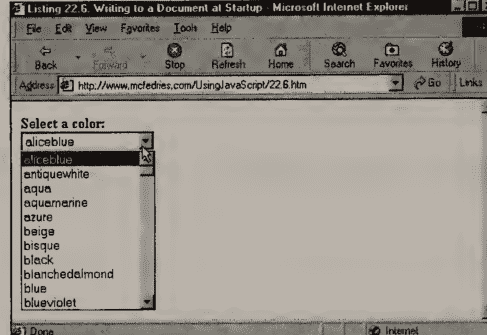 Listing 22.6. Writing to a Document at Startup - Microsoft Internet Explorer
File Edit View Favorites Tools Help
Back Forward Stop Refresh Home Search Favorites History
Address http://www.mcfedries.com/UsingJavaScript/22.6.htm Go Links
Select a color:
aliceblue
aliceblue
antiquewhite
aqua
aquamarine
azure
beige
bisque
black
blanchedalmond
blue
blueviolet
Done Internet